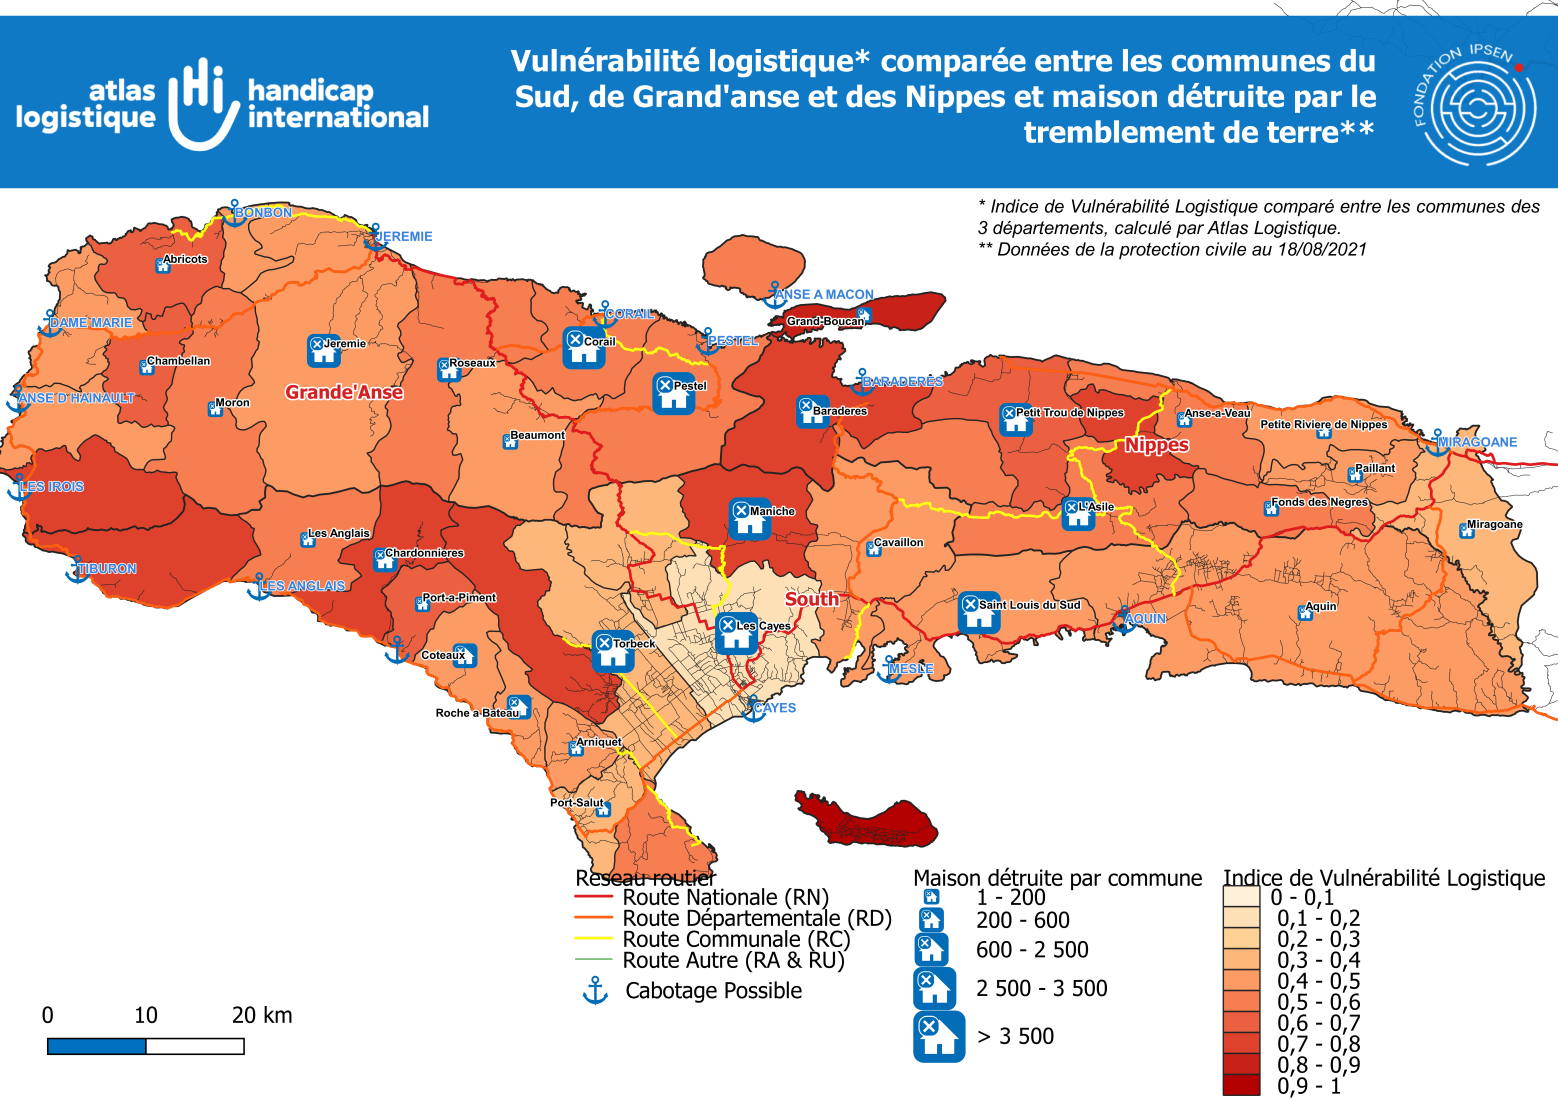 atlas
logistique
Hi
handicap
international
Vulnérabilité logistique* comparée entre les communes du
Sud, de Grand'anse et des Nippes et maison détruite par le
tremblement de terre**
FONDATION IPSEN
* Indice de Vulnérabilité Logistique comparé entre les communes des
3 départements, calculé par Atlas Logistique.
** Données de la protection civile au 18/08/2021
BONBON
JEREMIE
Abricots
ANSE A MACON
DAME MARIE
CORAIL
Grand-Boucan
Jeremie
Corail
PESTEL
Chambellan
Roseaux
BARADERES
Grande'Anse
Pestel
ANSE D'HAINAULT
Moron
Baraderes
Petit Trou de Nippes
Anse-a-Veau
Petite Riviere de Nippes
Beaumont
Nippes
MIRAGOANE
Paillant
LES IROIS
Maniche
L'Asile
Fonds des Negres
Miragoane
Les Anglais
Cavaillon
Chardonnieres
TIBURON
LES ANGLAIS
Port-a-Piment
South
Saint Louis du Sud
Aquin
AQUIN
Les Cayes
Torbeck
Coteaux
MESLE
CAYES
Roche a Bateau
Arniquet
Port-Salut
Réseau routier
Route Nationale (RN)
Route Départementale (RD)
Route Communale (RC)
Route Autre (RA & RU)
Cabotage Possible
Maison détruite par commune
1 - 200
200 - 600
600 - 2 500
2 500 - 3 500
> 3 500
Indice de Vulnérabilité Logistique
0 - 0,1
0,1 - 0,2
0,2 - 0,3
0,3 - 0,4
0,4 - 0,5
0,5 - 0,6
0,6 - 0,7
0,7 - 0,8
0,8 - 0,9
0,9 - 1
0 10 20 km